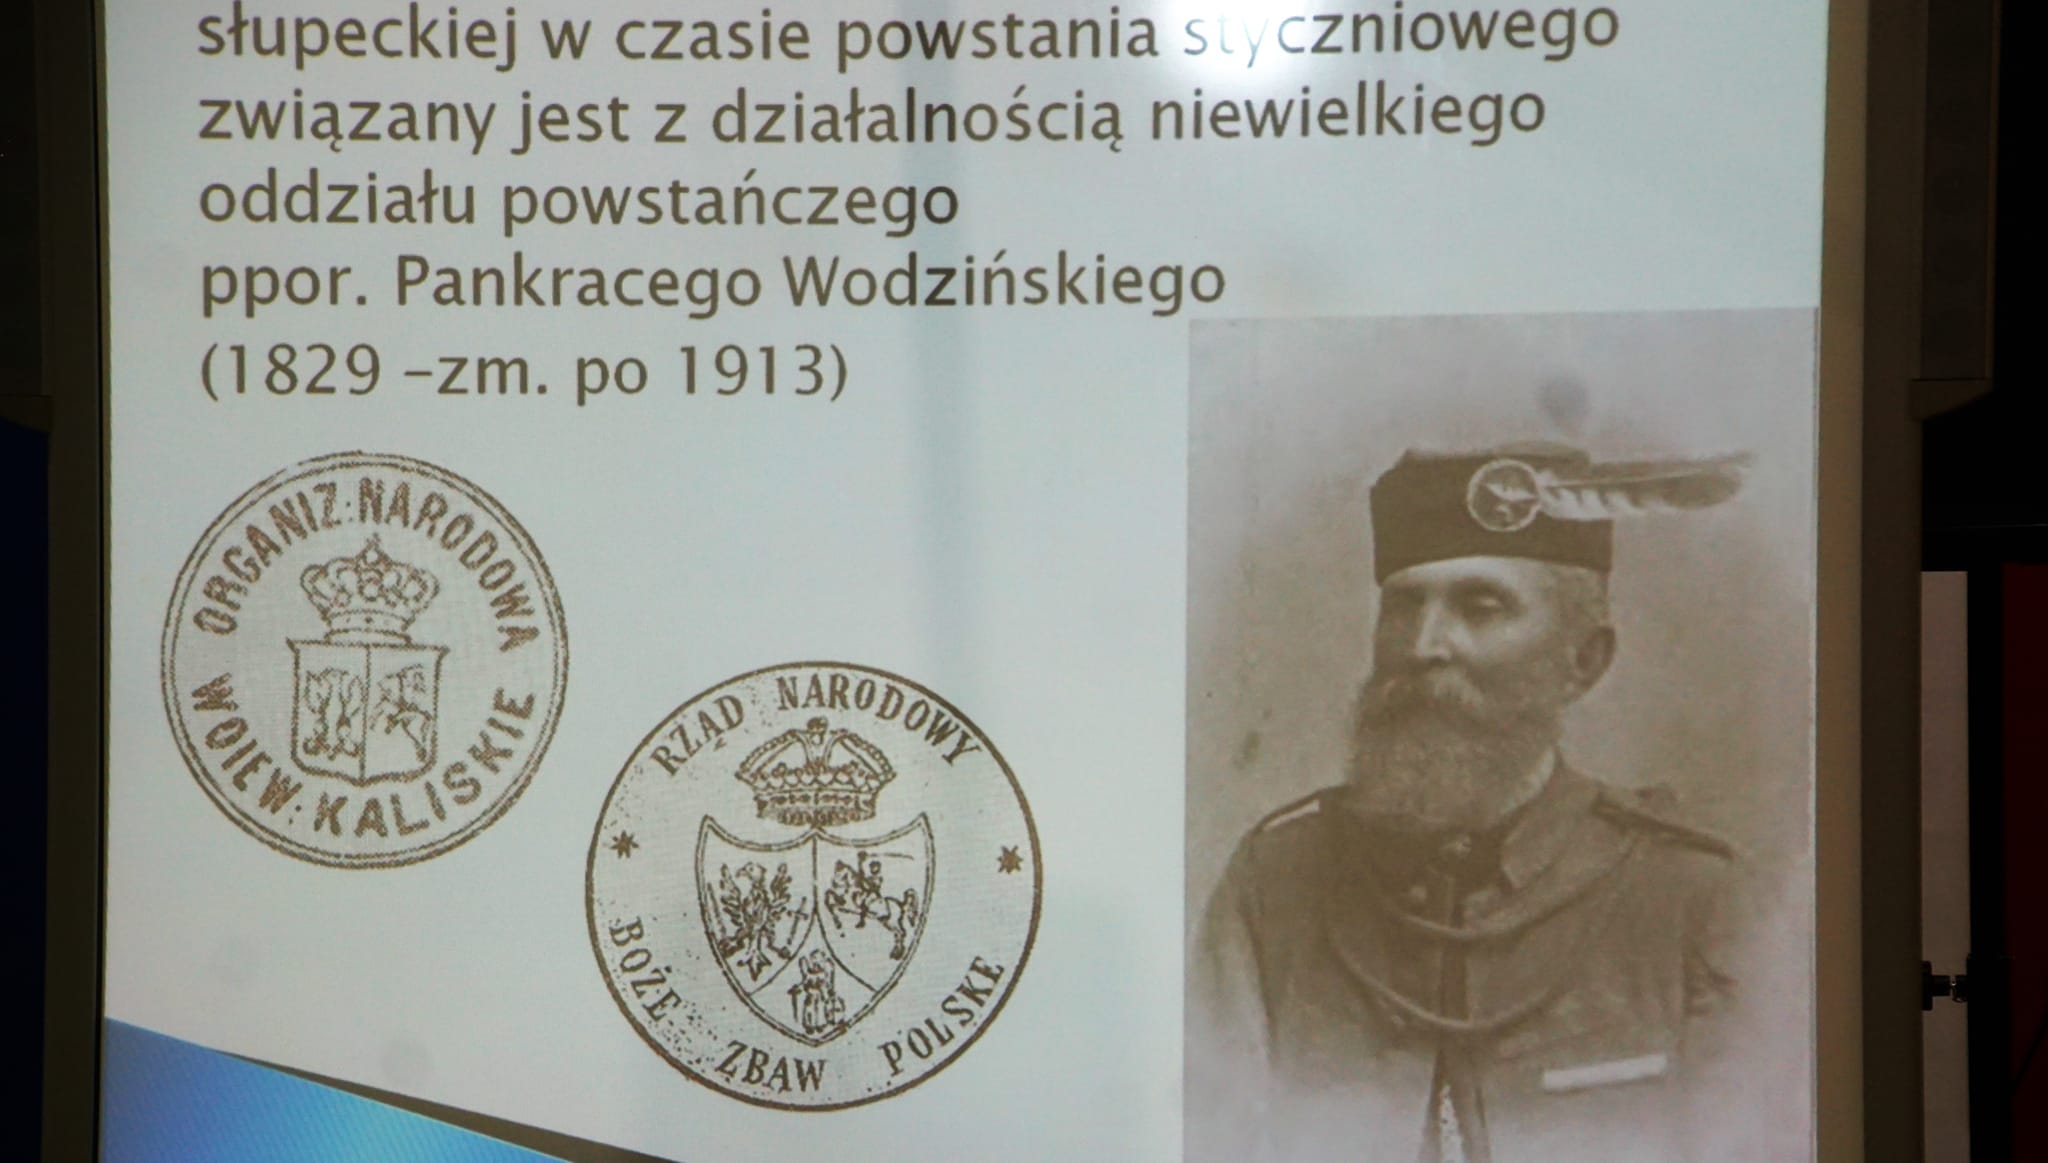 słupeckiej w czasie powstania styczniowego
związany jest z działalnością niewielkiego
oddziału powstańczego
ppor. Pankracego Wodzińskiego
(1829 –zm. po 1913)
ORGANIZ: NARODOWA
WOIEW: KALISKIE
RZĄD NARODOWY
BOŻE ZBAW POLSKE